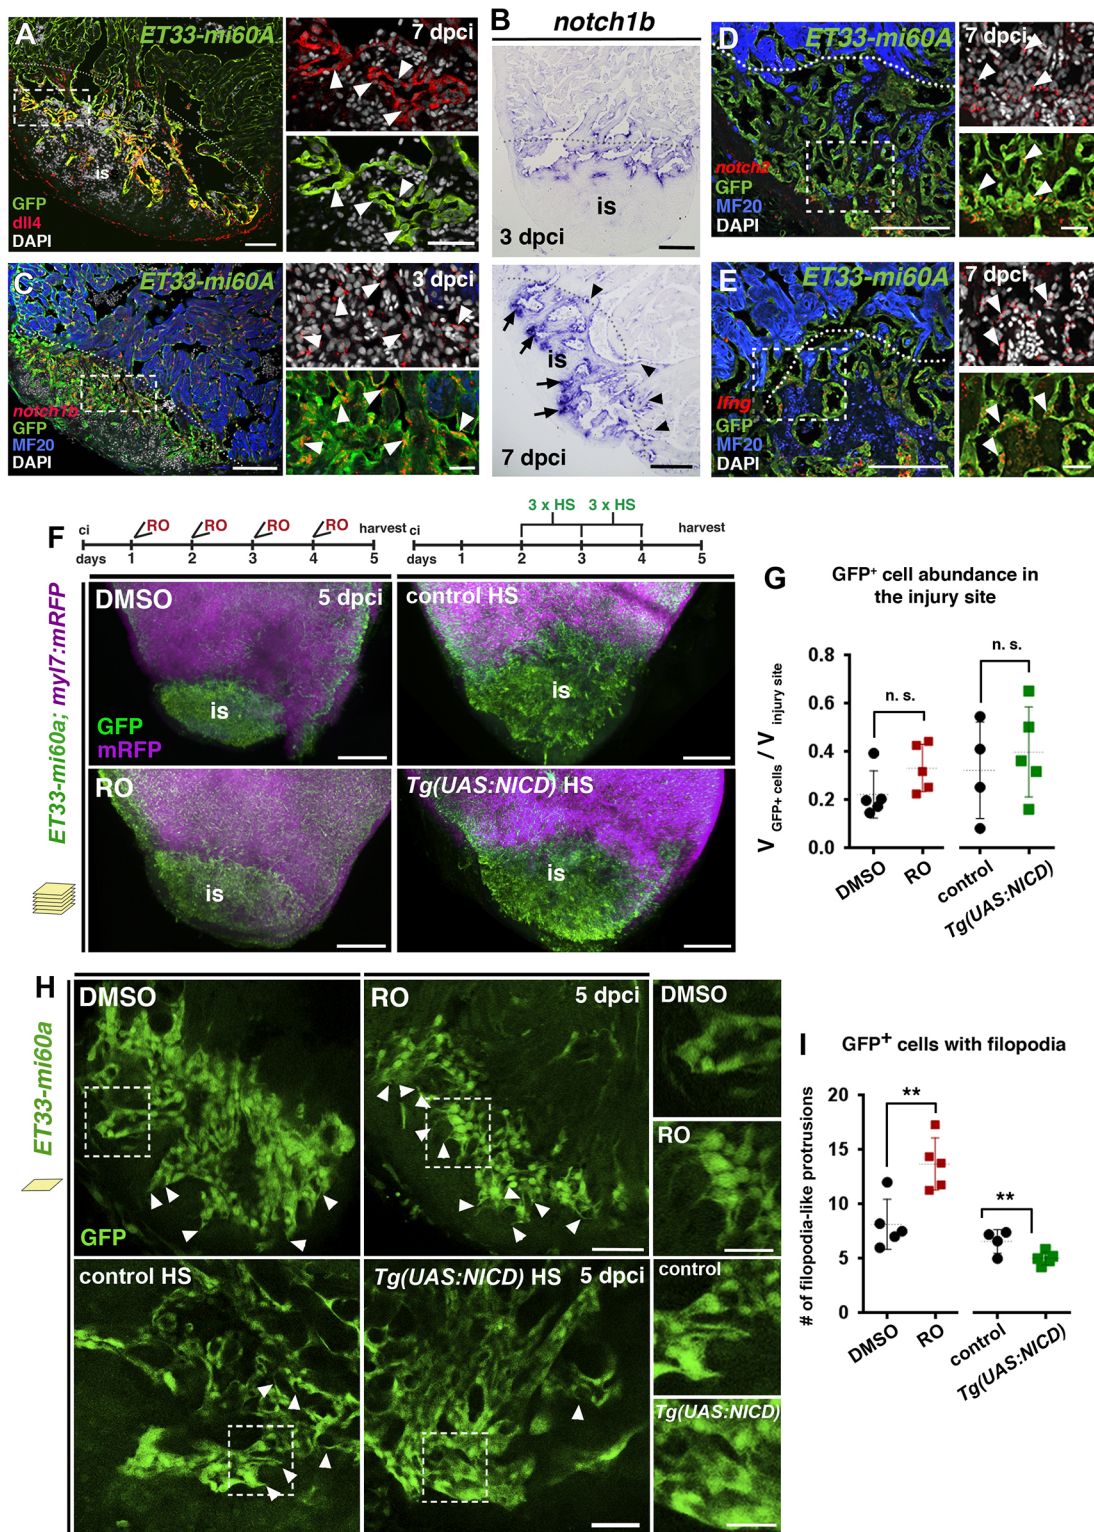 A
ET33-mi60A
7 dpci
is
GFP
dll4
DAPI
B
notch1b
is
3 dpci
is
7 dpci
C
ET33-mi60A
3 dpci
notch1b
GFP
MF20
DAPI
D
ET33-mi60A
7 dpci
notch2
GFP
MF20
DAPI
E
ET33-mi60A
7 dpci
lfng
GFP
MF20
DAPI
F
ci
RO
RO
RO
RO
harvest
days
1
2
3
4
5
3 x HS
3 x HS
ci
harvest
days
1
2
3
4
5
ET33-mi60a; myl7:mRFP
DMSO
5 dpci
is
GFP
mRFP
control HS
is
RO
is
Tg(UAS:NICD) HS
is
G
GFP+ cell abundance in
the injury site
V GFP+ cells / V injury site
0.8
0.6
0.4
0.2
0.0
n. s.
n. s.
DMSO
RO
control
Tg(UAS:NICD)
H
ET33-mi60a
DMSO
GFP
RO
5 dpci
DMSO
RO
control HS
Tg(UAS:NICD) HS
5 dpci
control
Tg(UAS:NICD)
I
GFP+ cells with filopodia
# of filopodia-like protrusions
20
15
10
5
0
**
**
DMSO
RO
control
Tg(UAS:NICD)